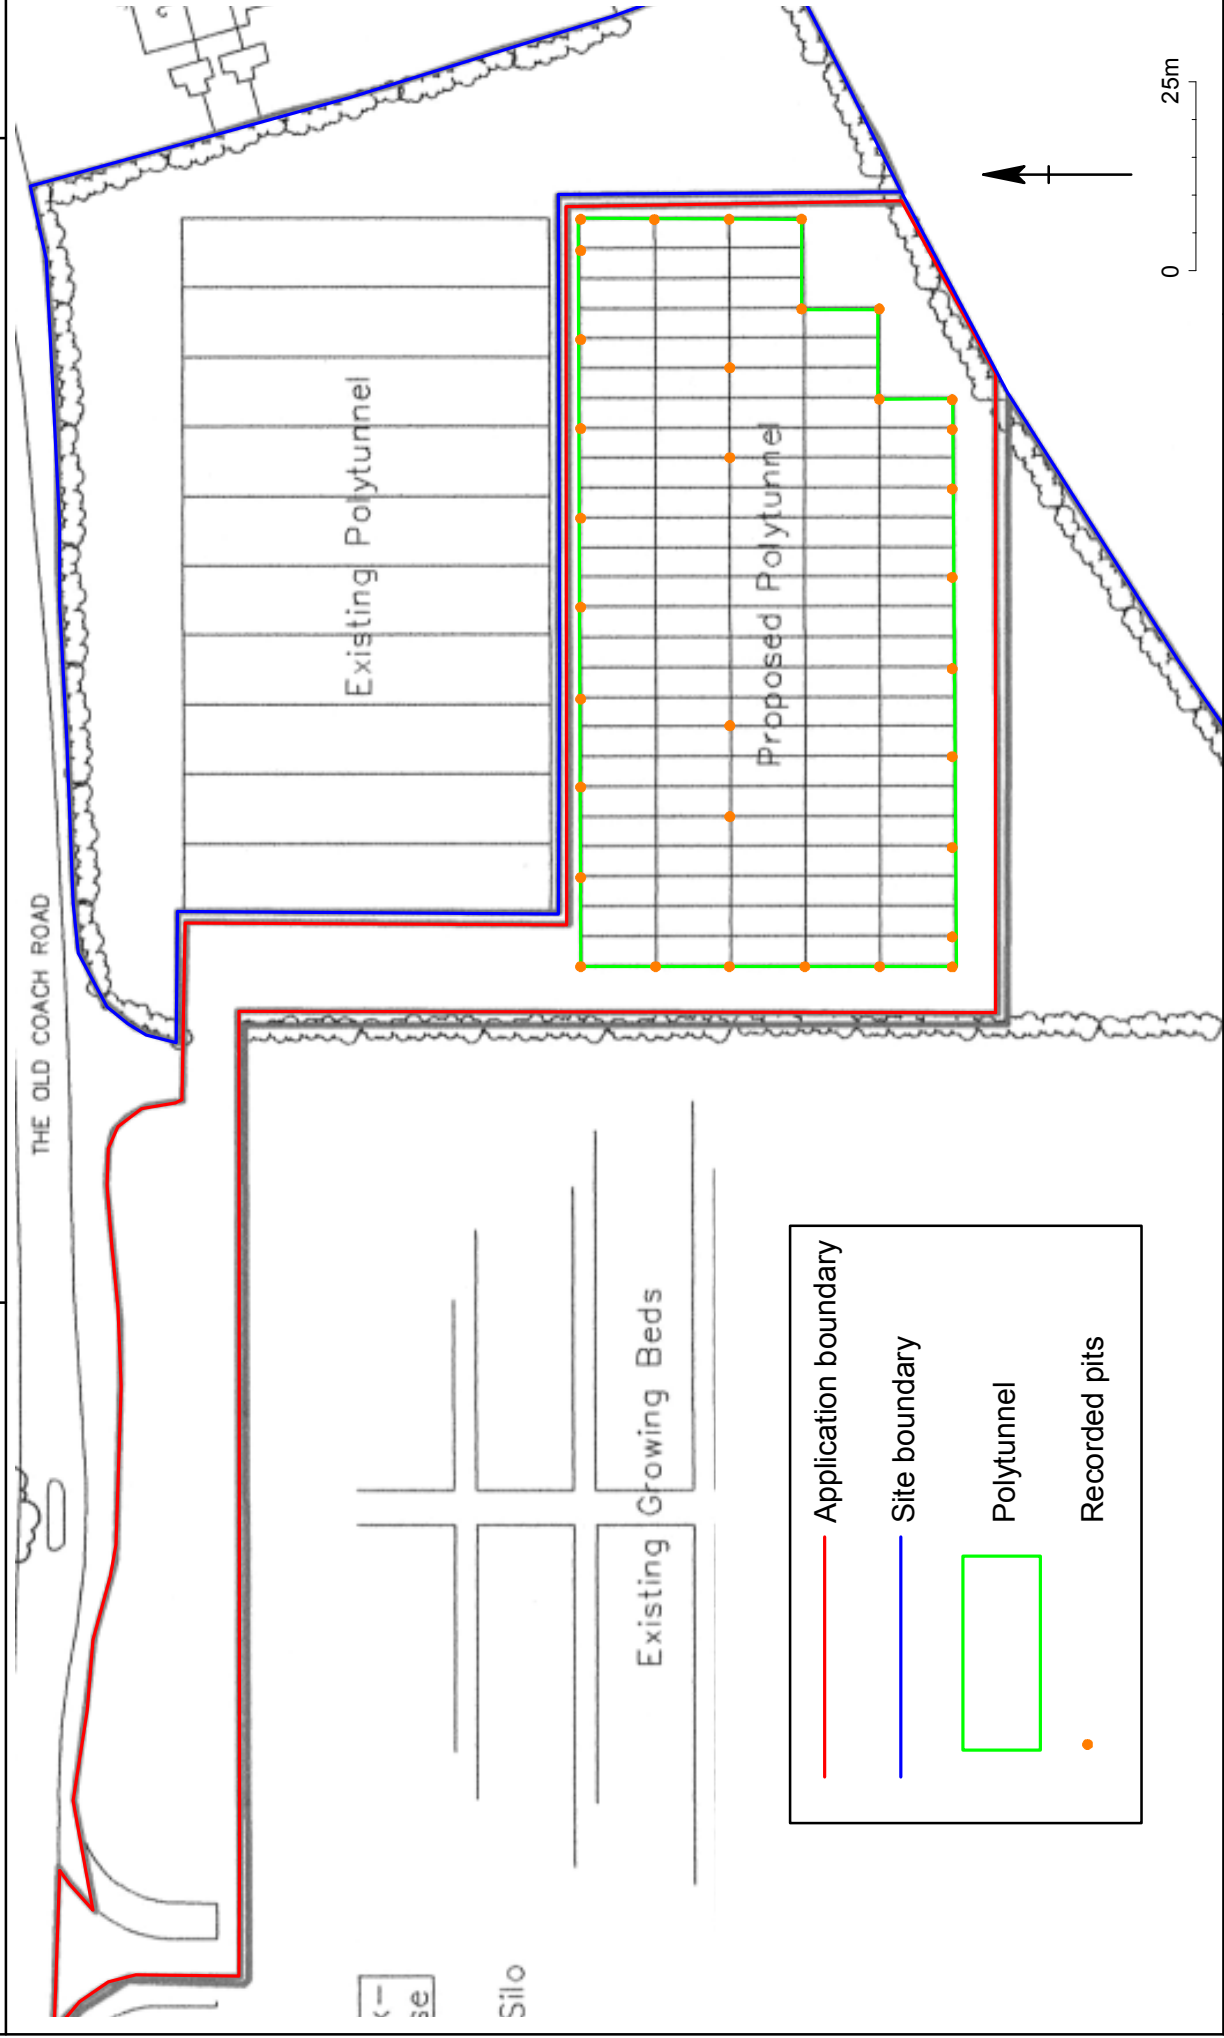 THE OLD COACH ROAD
Existing Polytunnel
Proposed Polytunnel
Existing Growing Beds
k-
se
Silo
Application boundary
Site boundary
Polytunnel
Recorded pits
0 25m